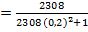 = 2308 / 2308 (0,2)²+1